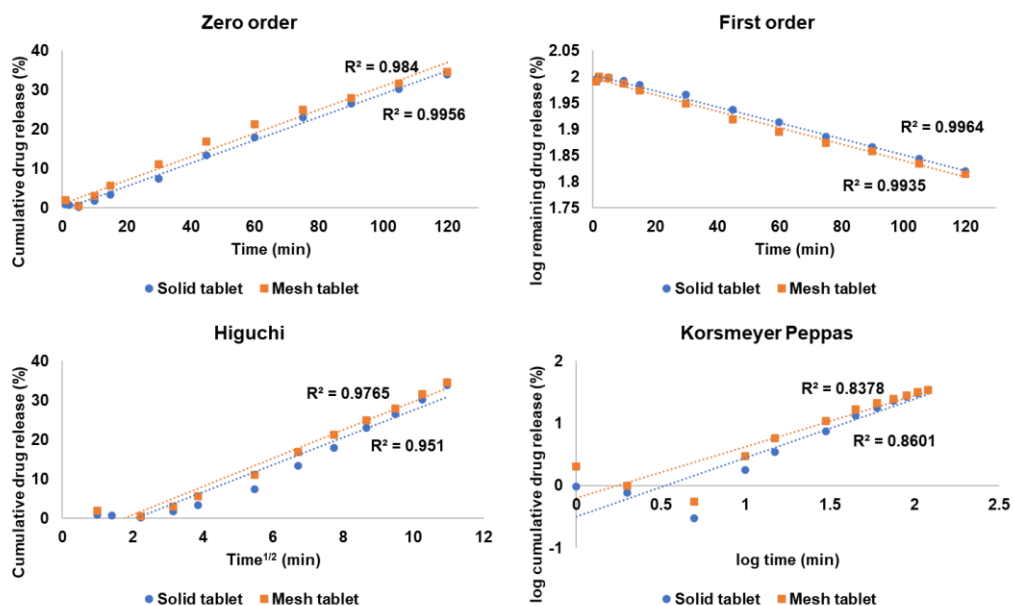 Zero order
Cumulative drug release (%)
40
30
20
10
0
R² = 0.984
R² = 0.9956
0 20 40 60 80 100 120
Time (min)
Solid tablet Mesh tablet
First order
log remaining drug release (%)
2.05
2
1.95
1.9
1.85
1.8
1.75
R² = 0.9964
R² = 0.9935
0 20 40 60 80 100 120
Time (min)
Solid tablet Mesh tablet
Higuchi
Cumulative drug release (%)
40
30
20
10
0
R² = 0.9765
R² = 0.951
0 2 4 6 8 10 12
Time¹/² (min)
Solid tablet Mesh tablet
Korsmeyer Peppas
log cumulative drug release (%)
2
1
0
-1
R² = 0.8378
R² = 0.8601
0 0.5 1 1.5 2 2.5
log time (min)
Solid tablet Mesh tablet